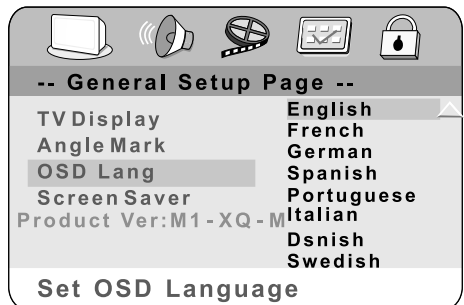 -- General Setup Page --
TV Display
Angle Mark
OSD Lang
Screen Saver
Product Ver:M1-XQ-M
English
French
German
Spanish
Portuguese
Italian
Dsnish
Swedish
Set OSD Language